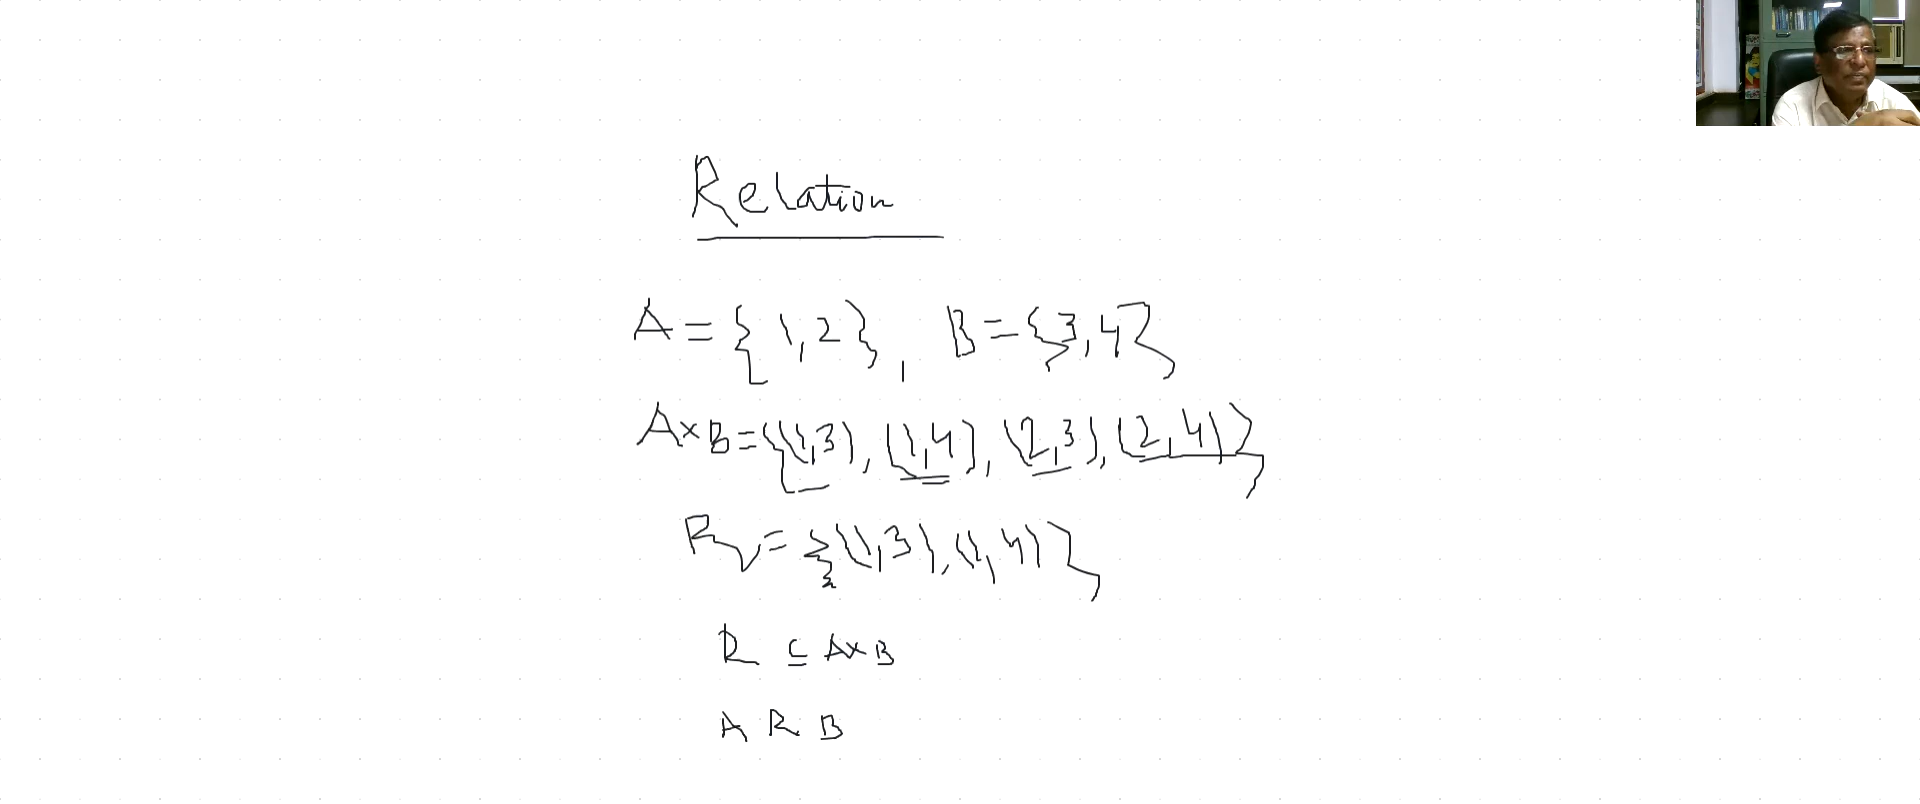 Relation
A = { 1, 2 }, B = {3, 4}
A×B = {(1,3), (1,4), (2,3), (2,4)}
R = {(1,3), (1,4)}
R ⊆ A×B
A R B